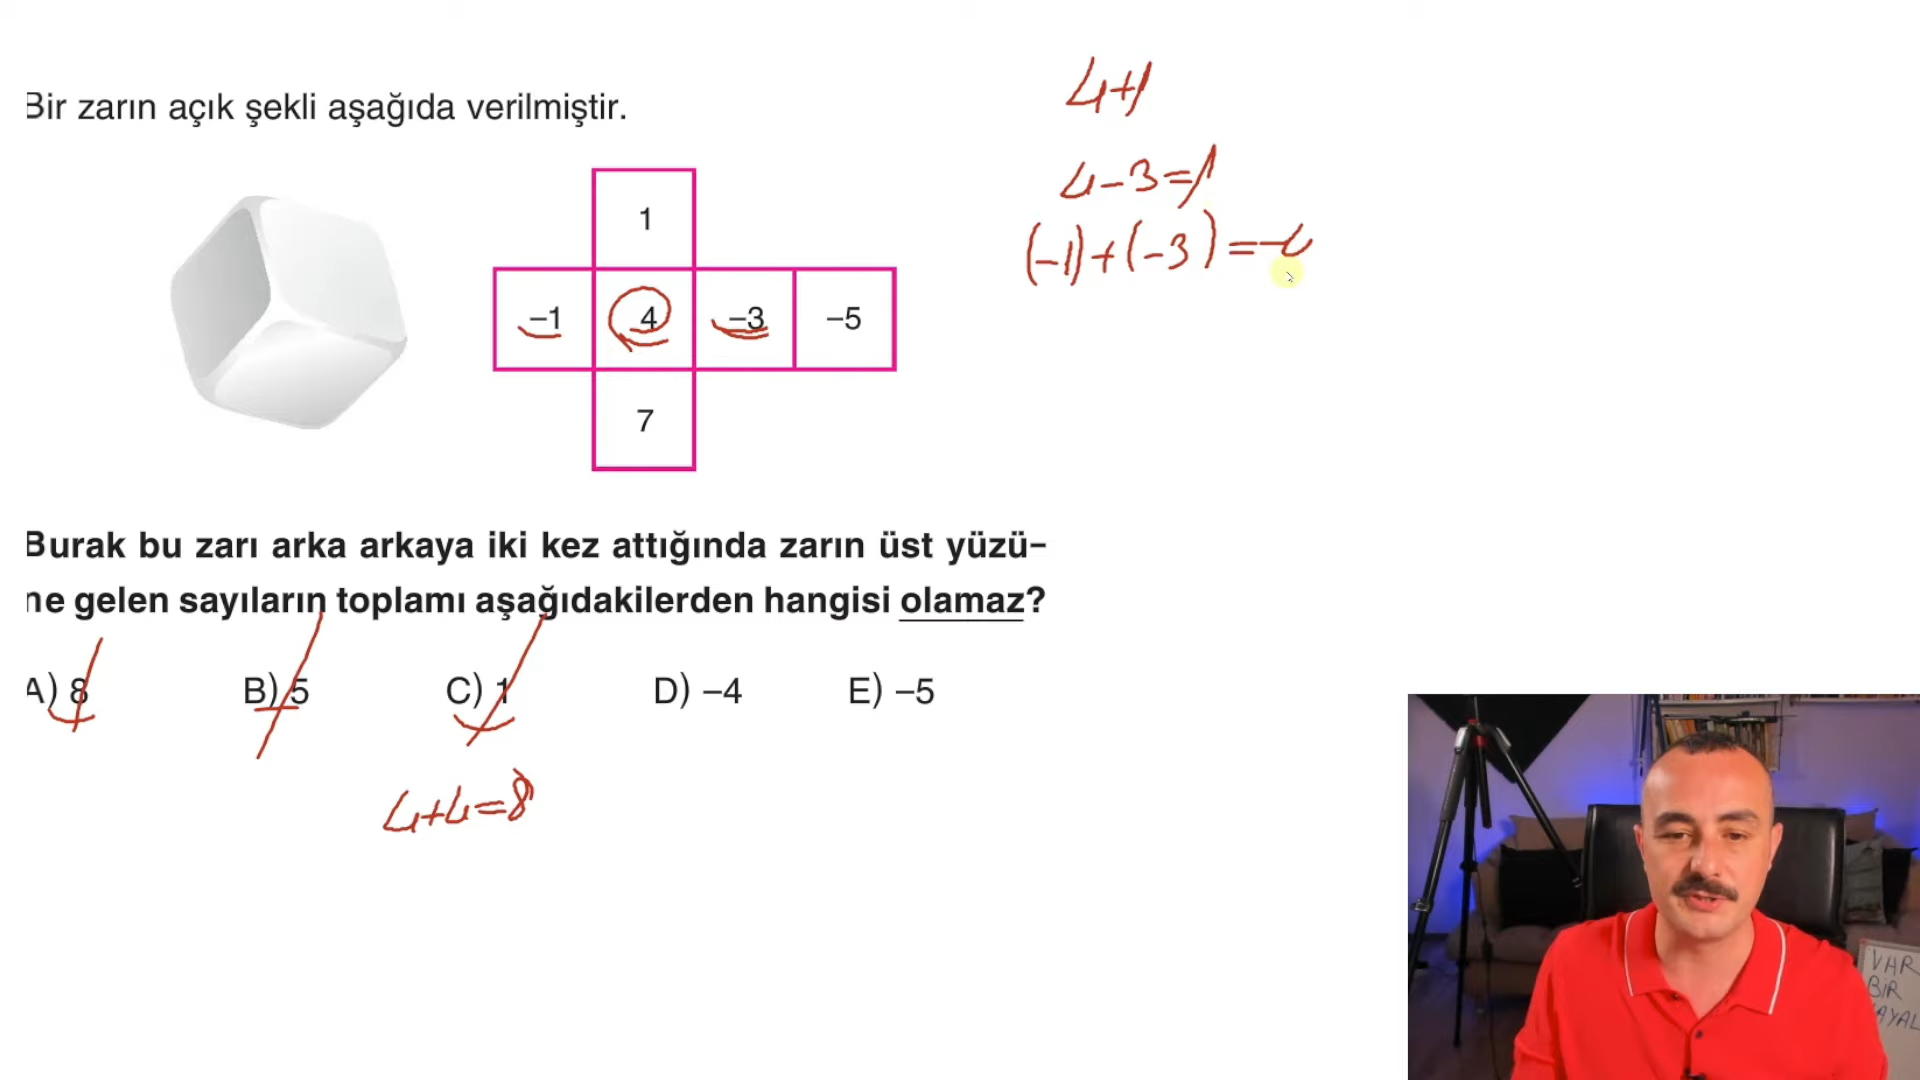 Bir zarın açık şekli aşağıda verilmiştir.
4+1
4-3=1
(-1)+(-3)=-4
1
–1 4 –3 –5
7
Burak bu zarı arka arkaya iki kez attığında zarın üst yüzü–
ne gelen sayıların toplamı aşağıdakilerden hangisi olamaz?
A) 8 B) 5 C) 1 D) –4 E) –5
4+4=8
VAR
BİR